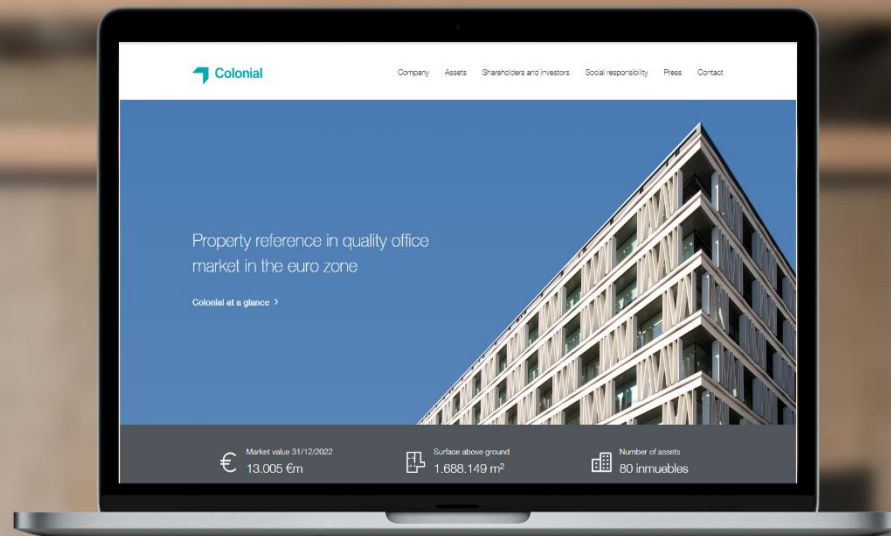 Colonial
Company Assets Shareholders and investors Social responsibility Press Contact
Property reference in quality office
market in the euro zone
Colonial at a glance >
Market value 31/12/2022
13.005 €m
Surface above ground
1.688.149 m²
Number of assets
80 inmuebles